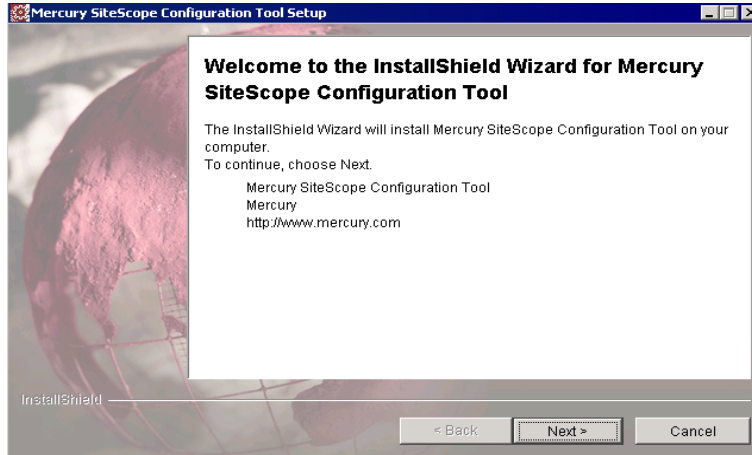 Mercury SiteScope Configuration Tool Setup
Welcome to the InstallShield Wizard for Mercury
SiteScope Configuration Tool
The InstallShield Wizard will install Mercury SiteScope Configuration Tool on your
computer.
To continue, choose Next.
Mercury SiteScope Configuration Tool
Mercury
http://www.mercury.com
InstallShield
< Back
Next >
Cancel